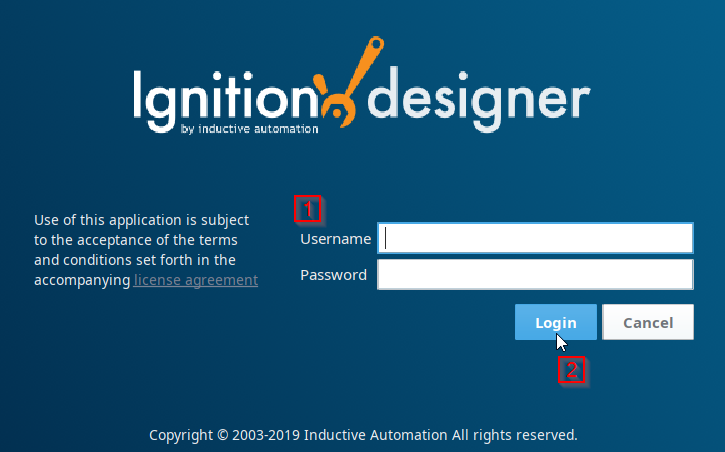 Ignition designer
by inductive automation
Use of this application is subject
to the acceptance of the terms
and conditions set forth in the
accompanying license agreement
1
Username
Password
Login Cancel
2
Copyright © 2003-2019 Inductive Automation All rights reserved.